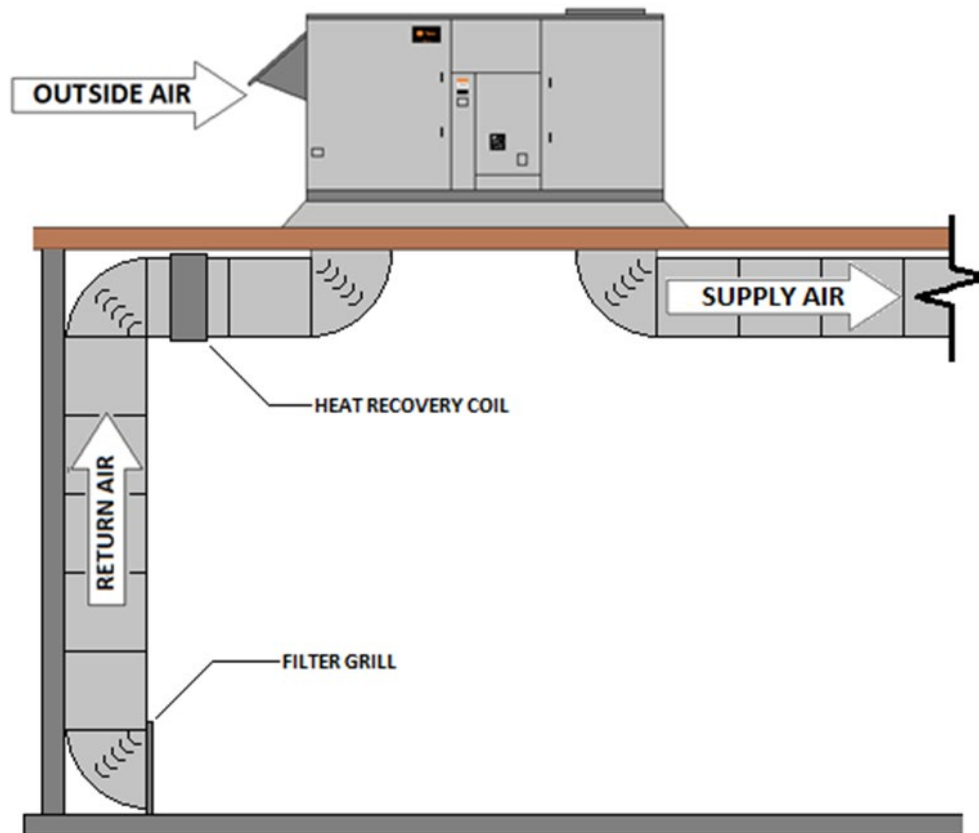 OUTSIDE AIR
SUPPLY AIR
HEAT RECOVERY COIL
RETURN AIR
FILTER GRILL